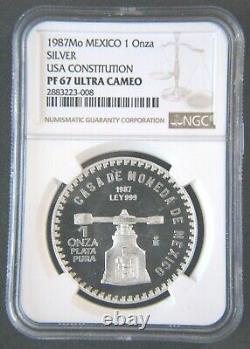 1987Mo MEXICO 1 Onza
SILVER
USA CONSTITUTION
PF 67 ULTRA CAMEO
2883223-008
NUMISMATIC GUARANTY CORPORATION
NGC
CASA DE MONEDA DE MEXICO
1987
LEY 999
1
ONZA
PLATA
PURA